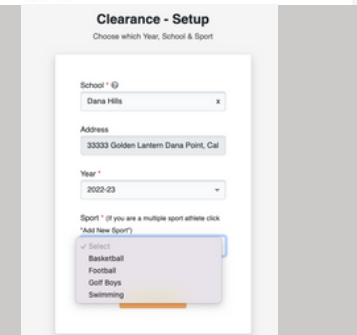 Clearance - Setup
Choose which Year, School & Sport
School *
Dana Hills x
Address
33333 Golden Lantern Dana Point, Cal
Year *
2022-23
Sport * (If you are a multiple sport athlete click
"Add New Sport")
✓ Select
Basketball
Football
Golf Boys
Swimming